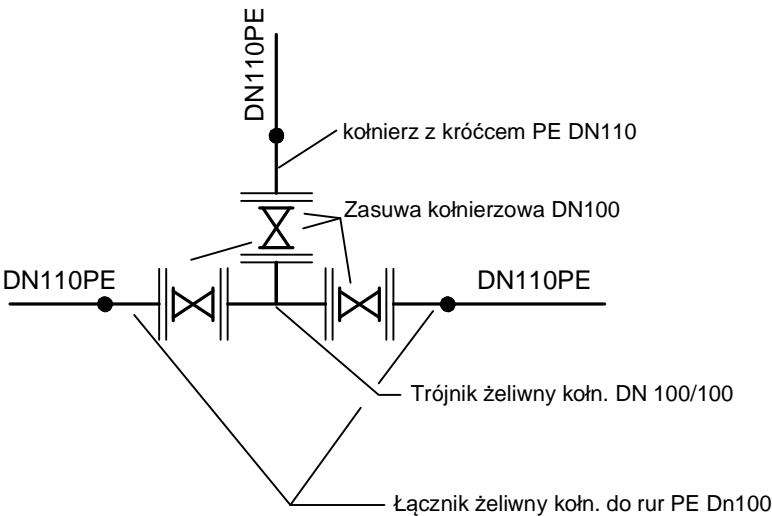 DN110PE
kołnierz z króćcem PE DN110
Zasuwa kołnierzowa DN100
DN110PE
DN110PE
Trójnik żeliwny kołn. DN 100/100
Łącznik żeliwny kołn. do rur PE Dn100